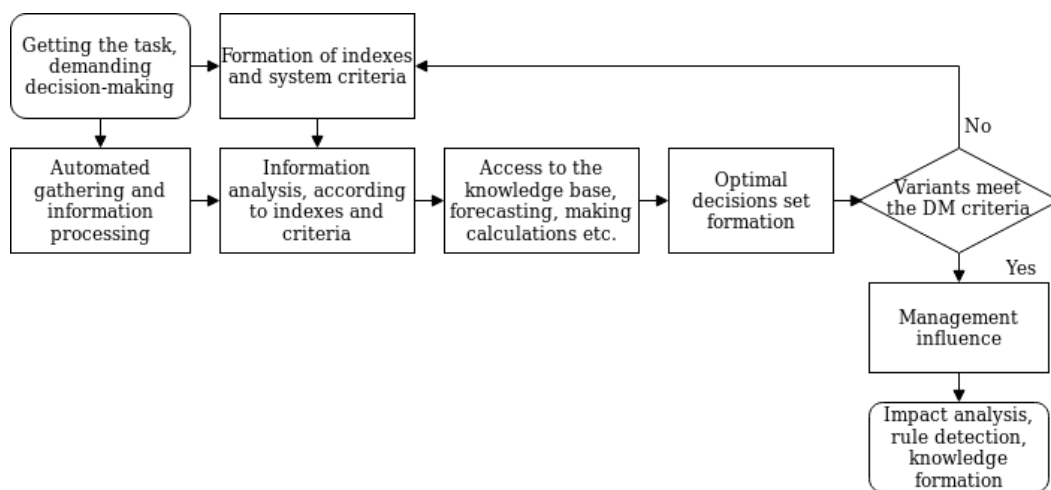 Getting the task,
demanding
decision-making
Formation of indexes
and system criteria
No
Automated
gathering and
information
processing
Information
analysis, according
to indexes and
criteria
Access to the
knowledge base,
forecasting, making
calculations etc.
Optimal
decisions set
formation
Variants meet
the DM criteria
Yes
Management
influence
Impact analysis,
rule detection,
knowledge
formation